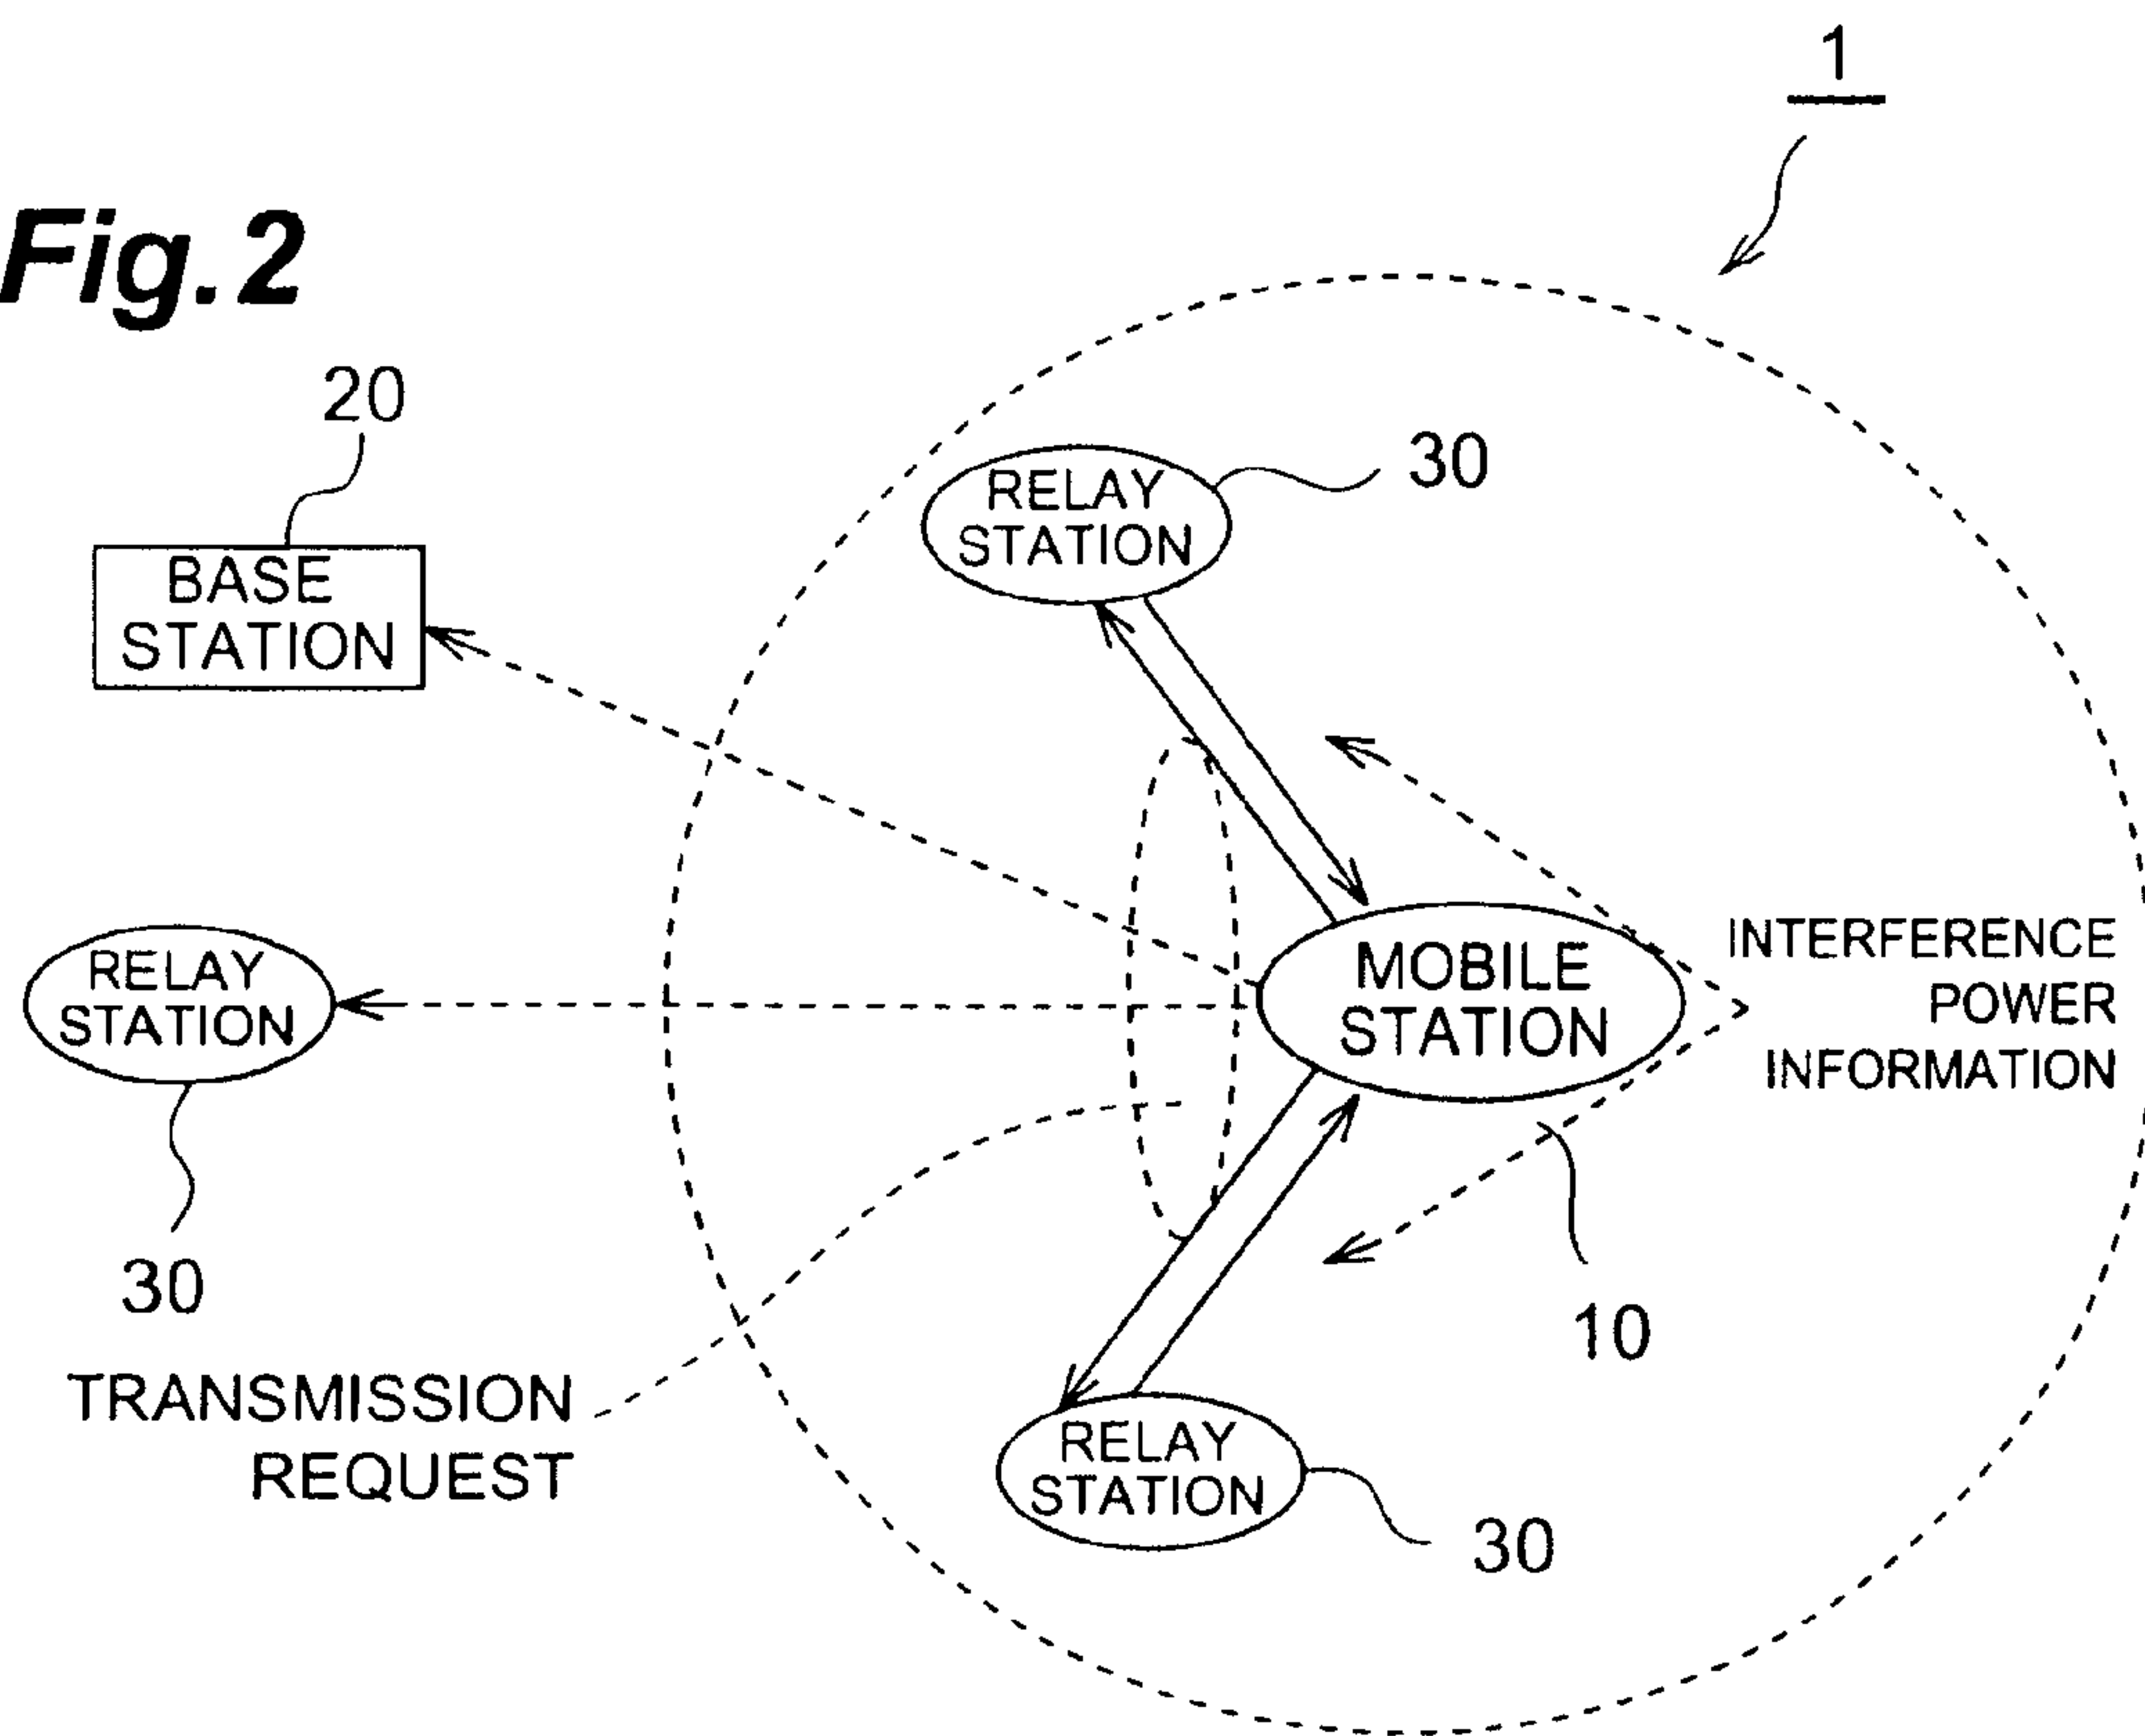 1
Fig.2
20
30
RELAY
STATION
BASE
STATION
MOBILE
STATION
INTERFERENCE
POWER
INFORMATION
RELAY
STATION
30
10
TRANSMISSION
REQUEST
RELAY
STATION
30